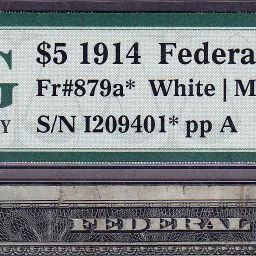 $5 1914 Federa
Fr#879a* White | M
G
Y
S/N I209401* pp A
FEDERAL